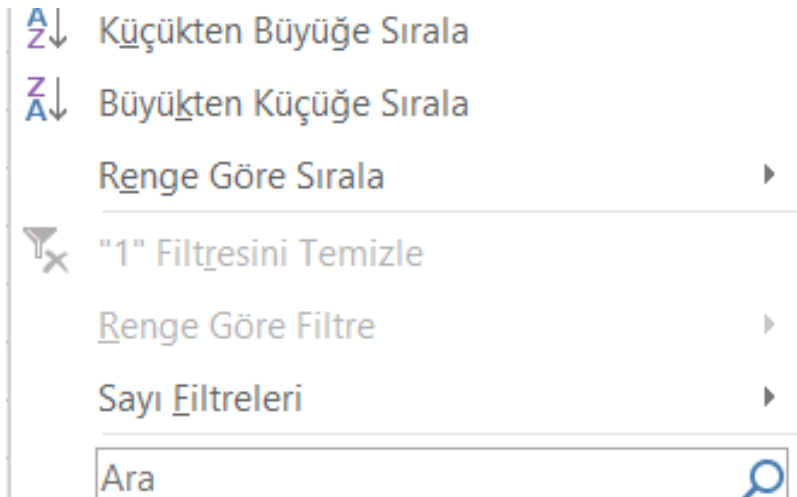 Küçükten Büyüğe Sırala
Büyükten Küçüğe Sırala
Renge Göre Sırala
"1" Filtresini Temizle
Renge Göre Filtre
Sayı Filtreleri
Ara